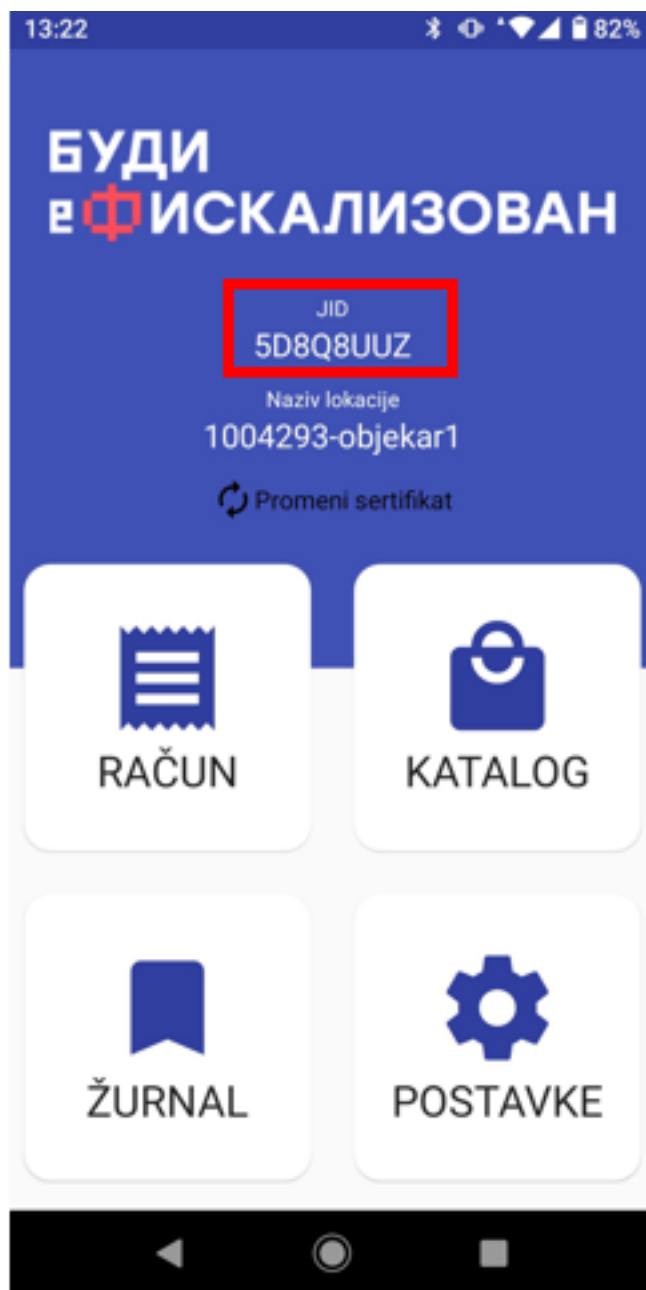 13:22 82%
БУДИ
еФИСКАЛИЗОВАН
JID
5D8Q8UUZ
Naziv lokacije
1004293-objekar1
Promeni sertifikat
RAČUN KATALOG
ŽURNAL POSTAVKE